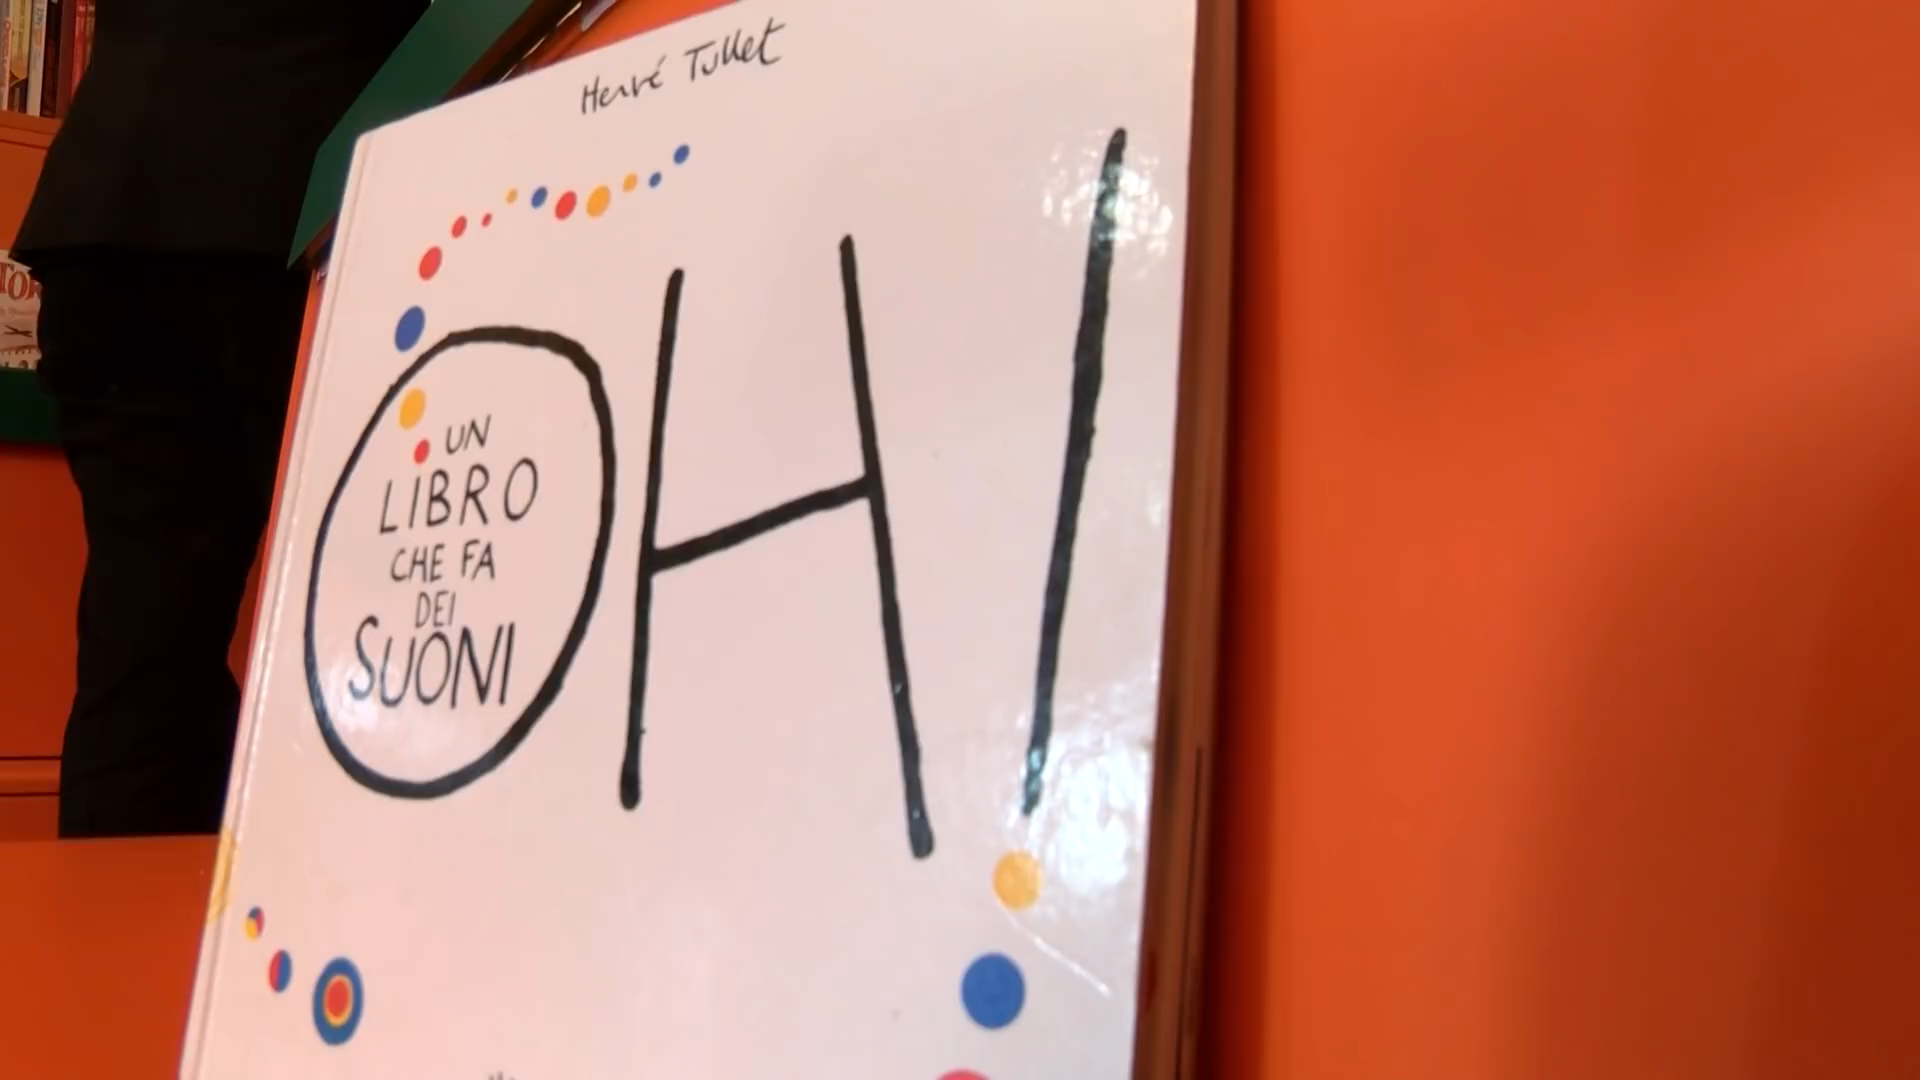 Hervé Tullet
OH!
UN
LIBRO
CHE FA
DEI
SUONI